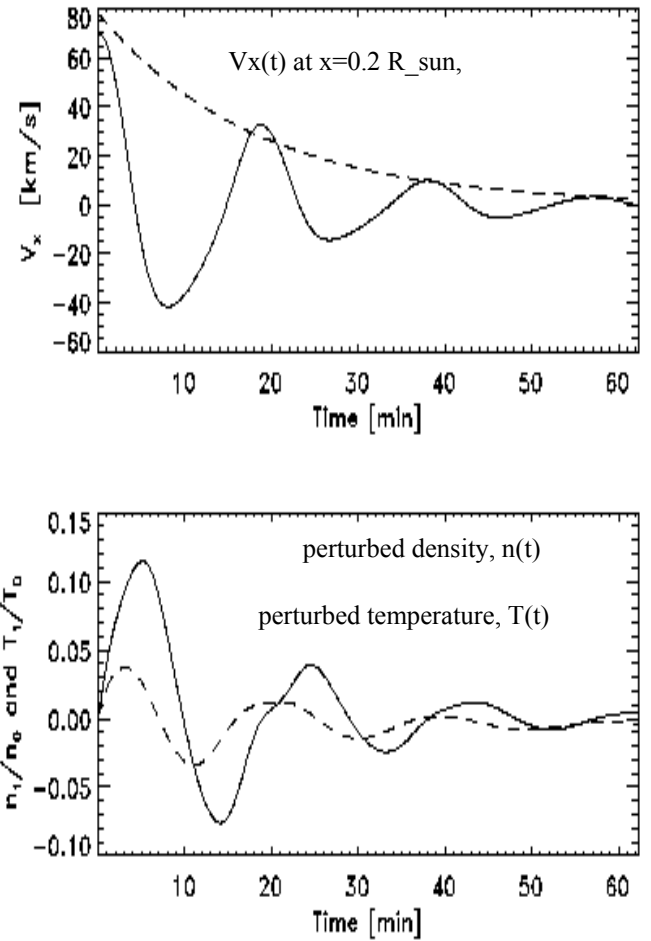 Vx(t) at x=0.2 R_sun,
80
60
40
20
0
−20
−40
−60
V_x [km/s]
10 20 30 40 50 60
Time [min]
perturbed density, n(t)
perturbed temperature, T(t)
0.15
0.10
0.05
0.00
−0.05
−0.10
n₁/n₀ and T₁/T₀
10 20 30 40 50 60
Time [min]